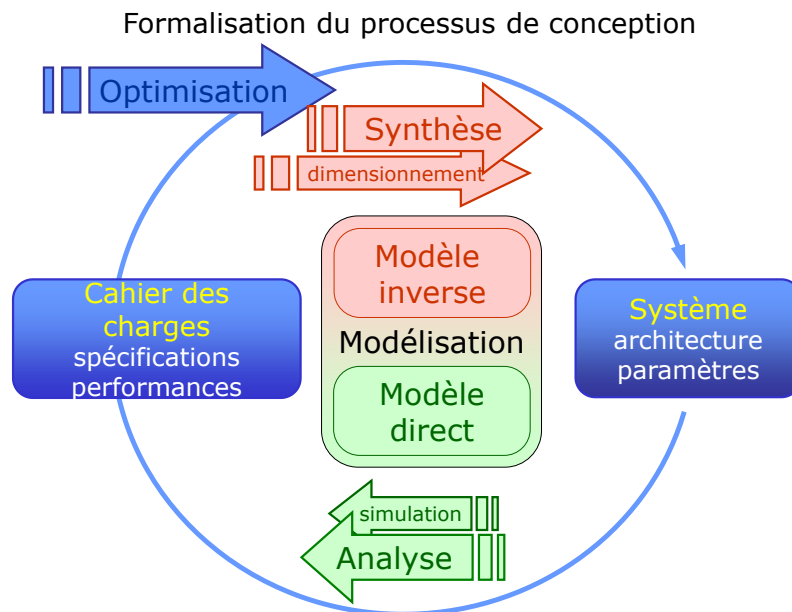 Formalisation du processus de conception
Optimisation
Synthèse
dimensionnement
Modèle
inverse
Modélisation
Modèle
direct
Cahier des
charges
spécifications
performances
Système
architecture
paramètres
simulation
Analyse